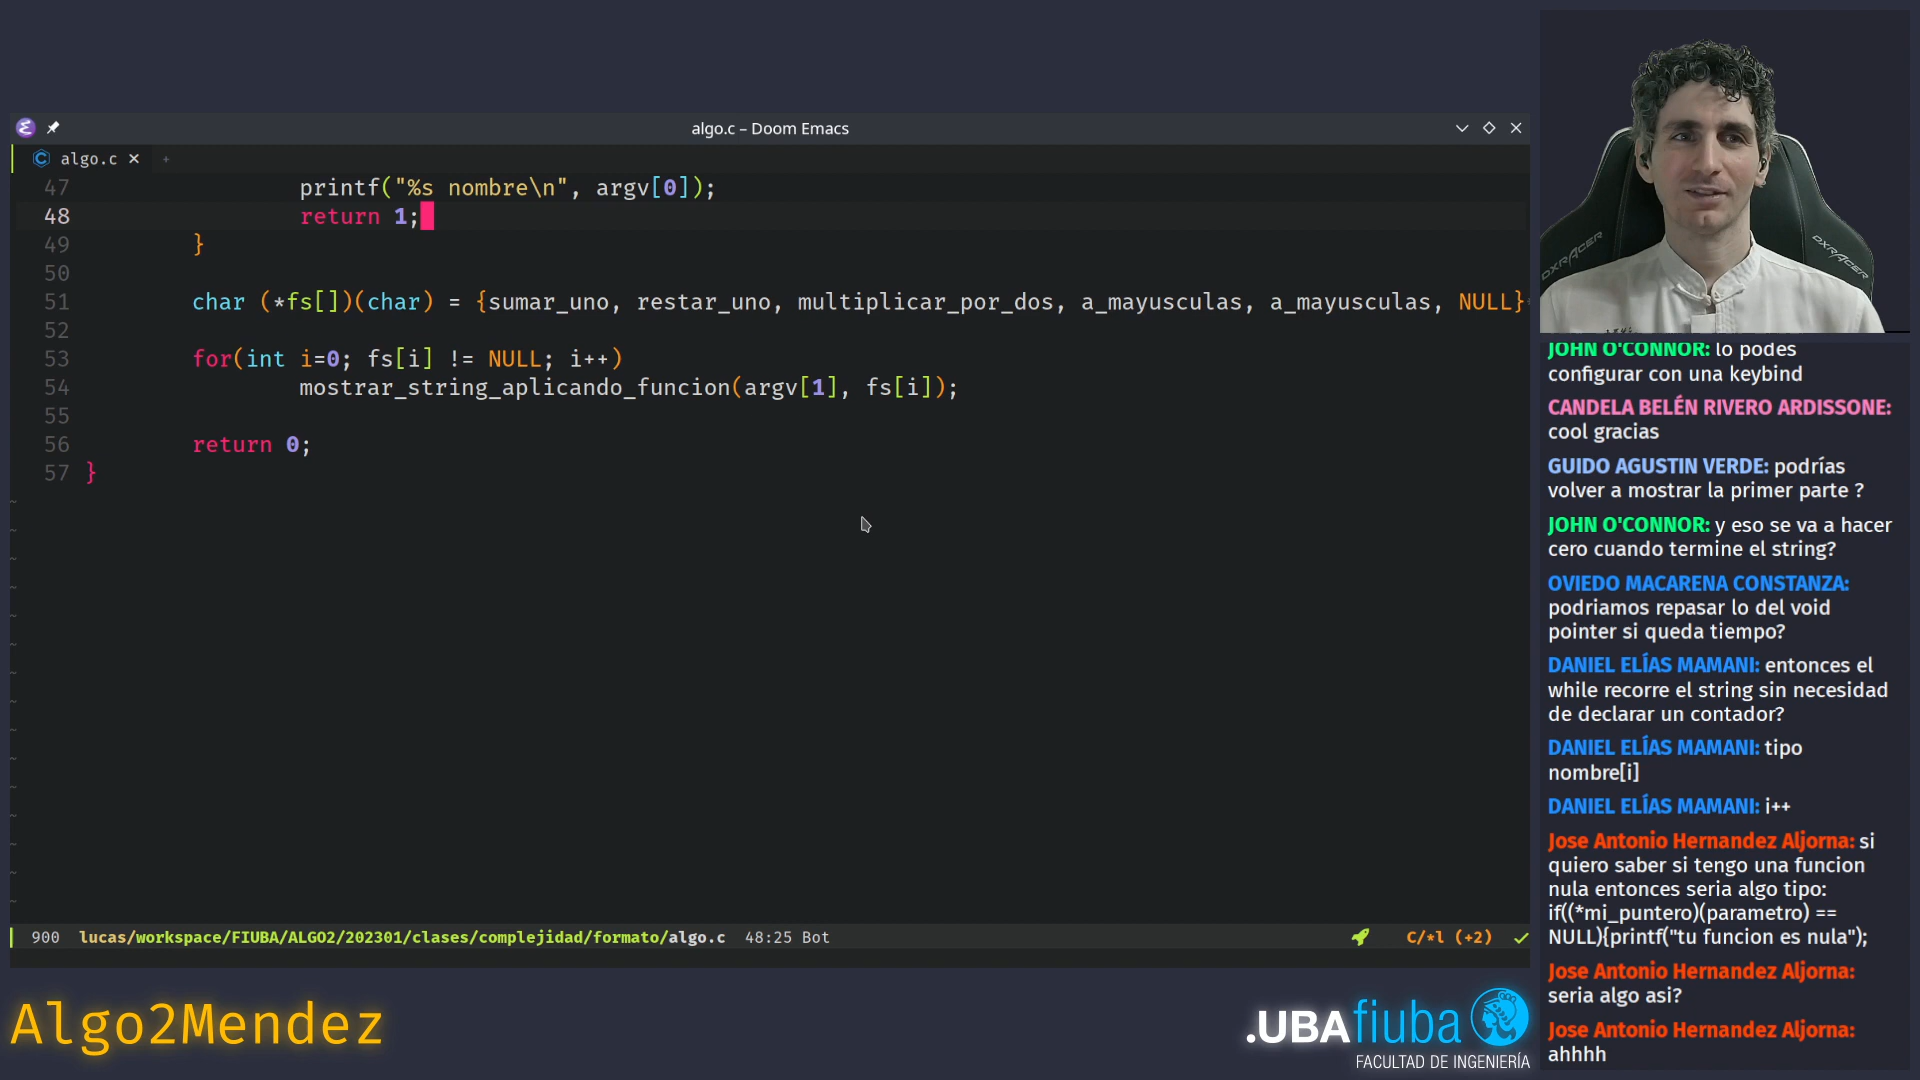 algo.c – Doom Emacs
algo.c
47 printf("%s nombre\n", argv[0]);
48 return 1;
49 }
50
51 char (*fs[])(char) = {sumar_uno, restar_uno, multiplicar_por_dos, a_mayusculas, a_mayusculas, NULL}
52
53 for(int i=0; fs[i] != NULL; i++)
54 mostrar_string_aplicando_funcion(argv[1], fs[i]);
55
56 return 0;
57 }
900 lucas/workspace/FIUBA/ALGO2/202301/clases/complejidad/formato/algo.c 48:25 Bot
C/*l (+2)
Algo2Mendez
.UBAfiuba
FACULTAD DE INGENIERÍA
DXRACER
DXRACER
JOHN O'CONNOR: lo podes
configurar con una keybind
CANDELA BELÉN RIVERO ARDISSONE:
cool gracias
GUIDO AGUSTIN VERDE: podrías
volver a mostrar la primer parte ?
JOHN O'CONNOR: y eso se va a hacer
cero cuando termine el string?
OVIEDO MACARENA CONSTANZA:
podriamos repasar lo del void
pointer si queda tiempo?
DANIEL ELÍAS MAMANI: entonces el
while recorre el string sin necesidad
de declarar un contador?
DANIEL ELÍAS MAMANI: tipo
nombre[i]
DANIEL ELÍAS MAMANI: i++
Jose Antonio Hernandez Aljorna: si
quiero saber si tengo una funcion
nula entonces seria algo tipo:
if((*mi_puntero)(parametro) ==
NULL){printf("tu funcion es nula");
Jose Antonio Hernandez Aljorna:
seria algo asi?
Jose Antonio Hernandez Aljorna:
ahhhh